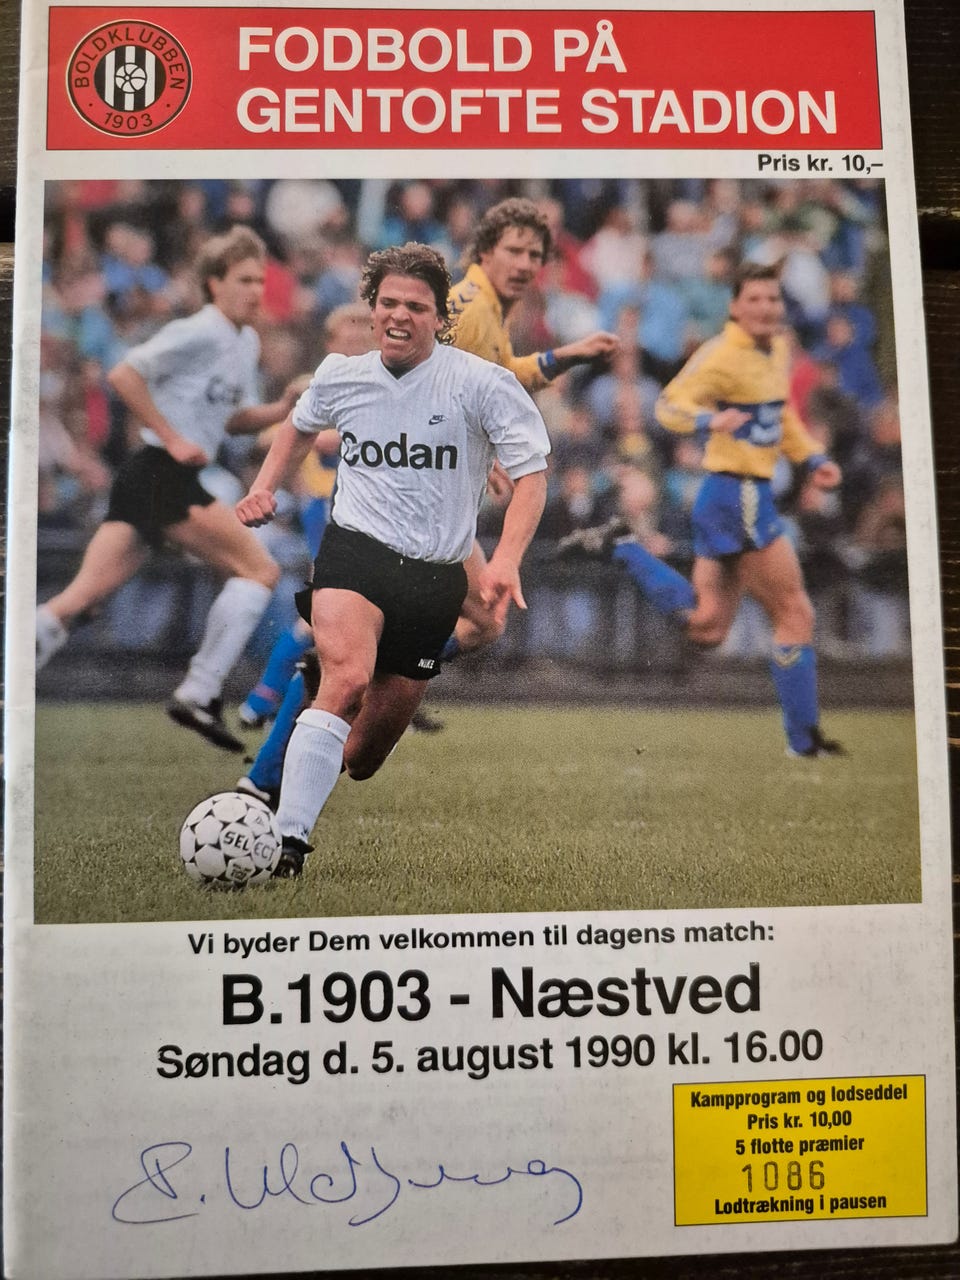 BOLDKLUBBEN
· 1903 ·
FODBOLD PÅ
GENTOFTE STADION
Pris kr. 10,–
Codan
NIKE
SELECT
Vi byder Dem velkommen til dagens match:
B.1903 - Næstved
Søndag d. 5. august 1990 kl. 16.00
Kampprogram og lodseddel
Pris kr. 10,00
5 flotte præmier
1086
Lodtrækning i pausen